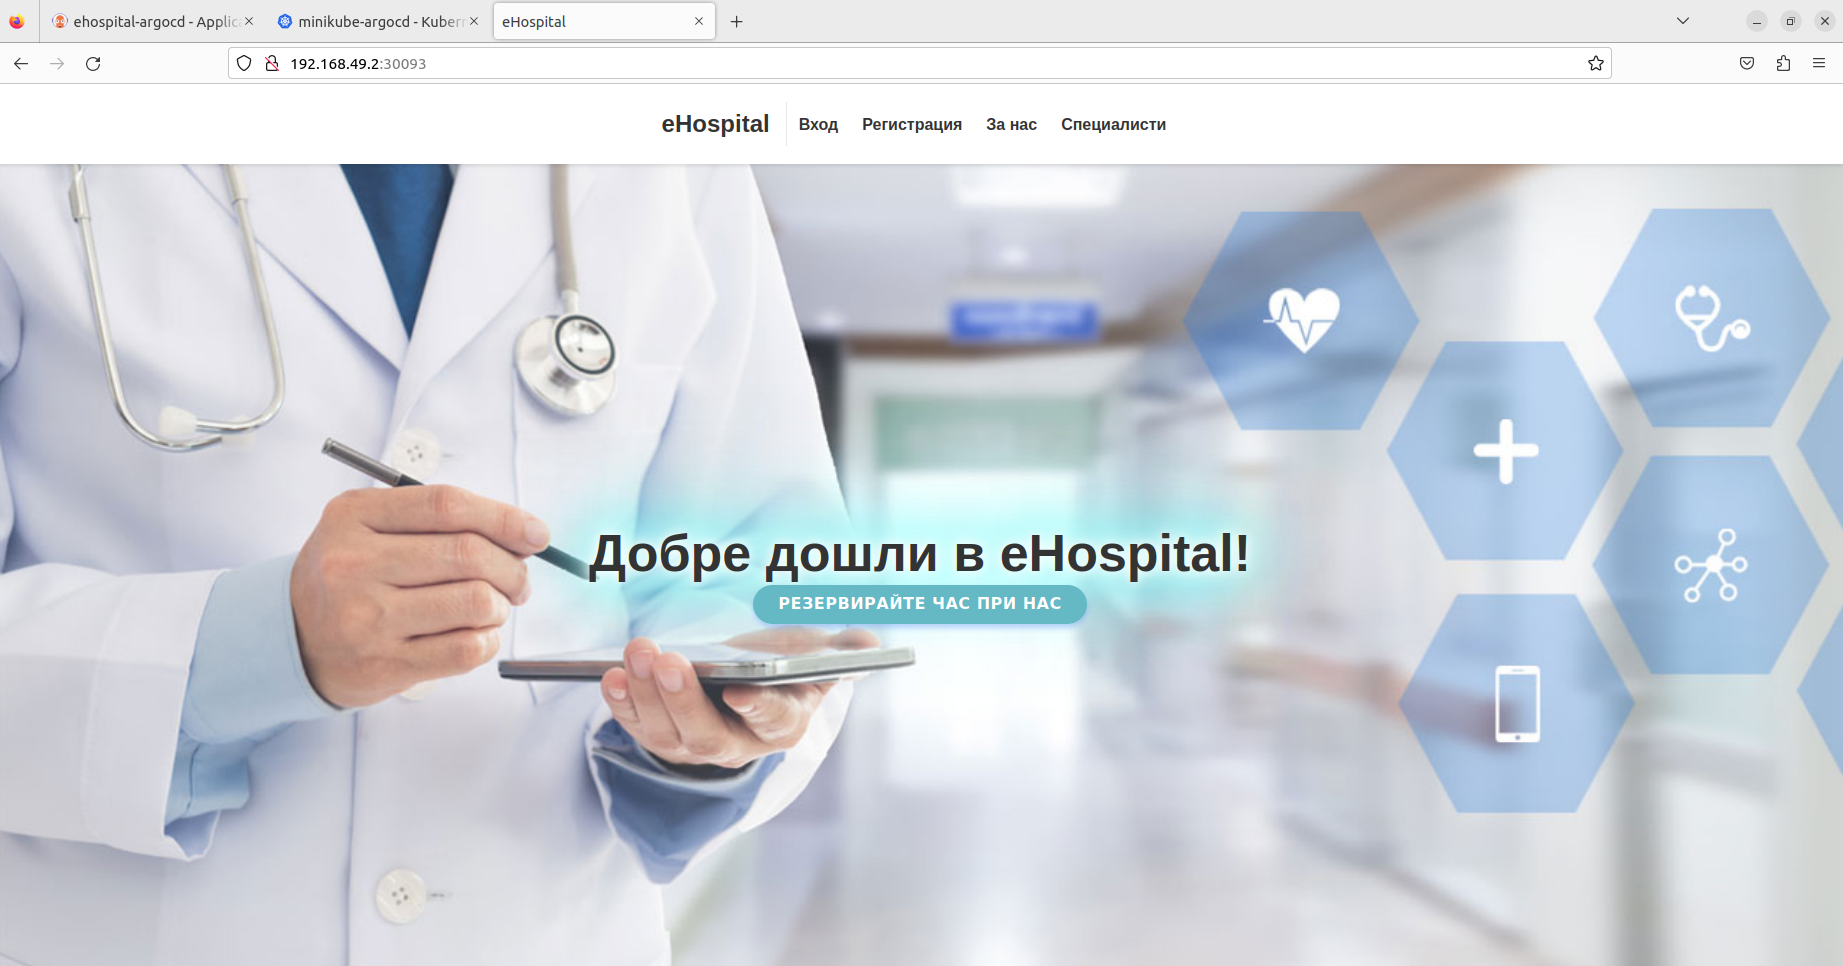 ehospital-argocd - Applic
minikube-argocd - Kubern
eHospital
192.168.49.2:30093
eHospital
Вход
Регистрация
За нас
Специалисти
Добре дошли в eHospital!
РЕЗЕРВИРАЙТЕ ЧАС ПРИ НАС